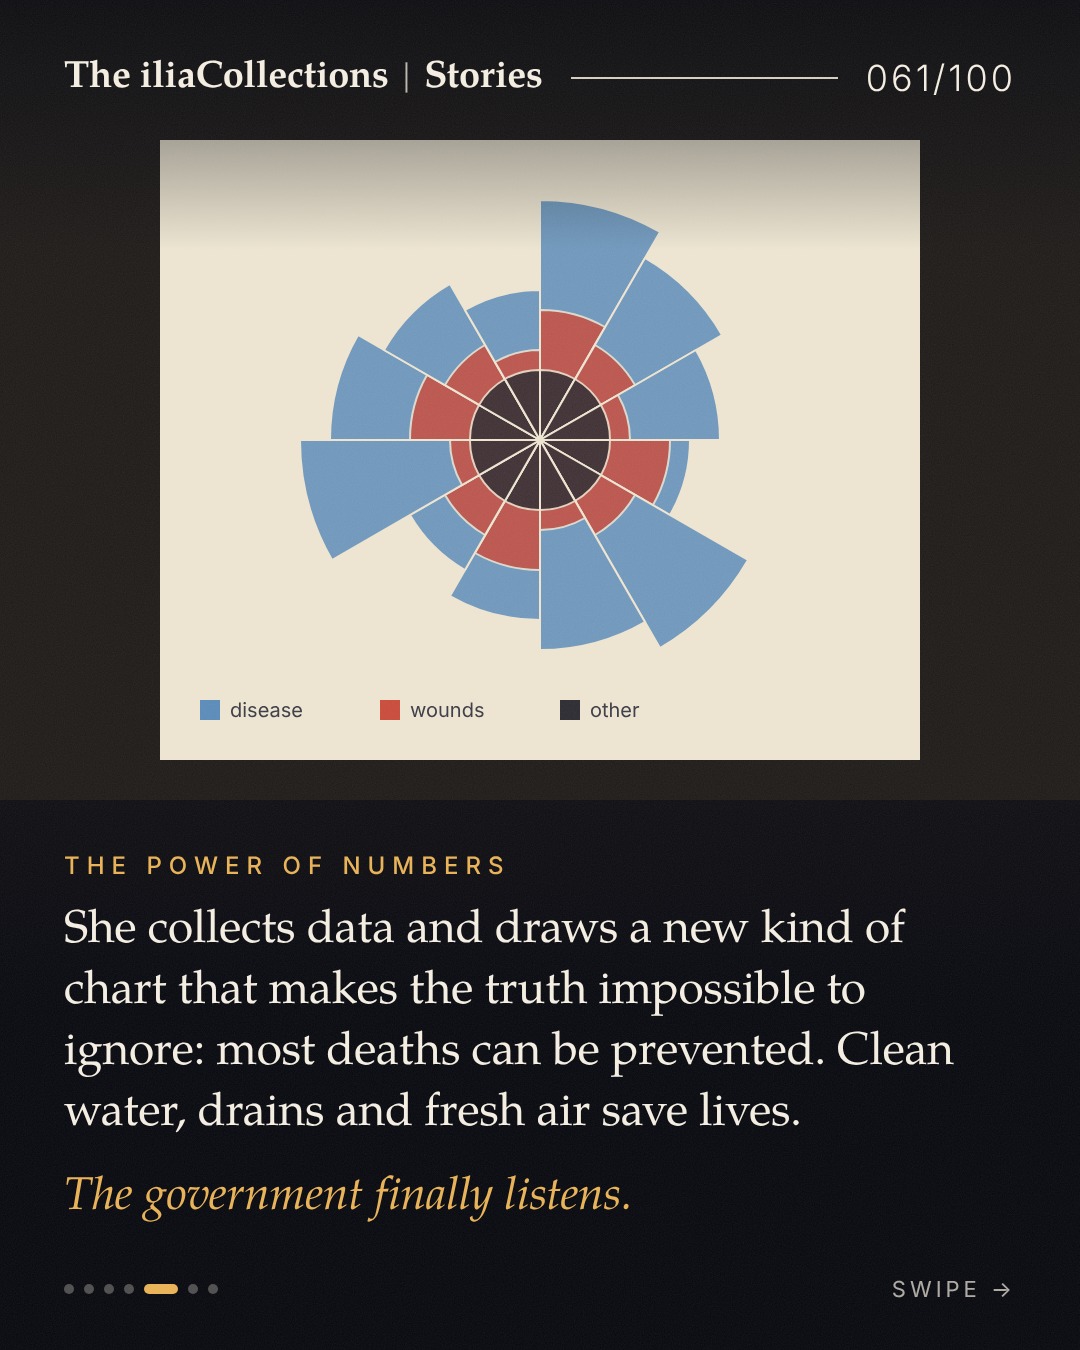 The iliaCollections | Stories
061/100
disease
wounds
other
THE POWER OF NUMBERS
She collects data and draws a new kind of
chart that makes the truth impossible to
ignore: most deaths can be prevented. Clean
water, drains and fresh air save lives.
The government finally listens.
SWIPE →